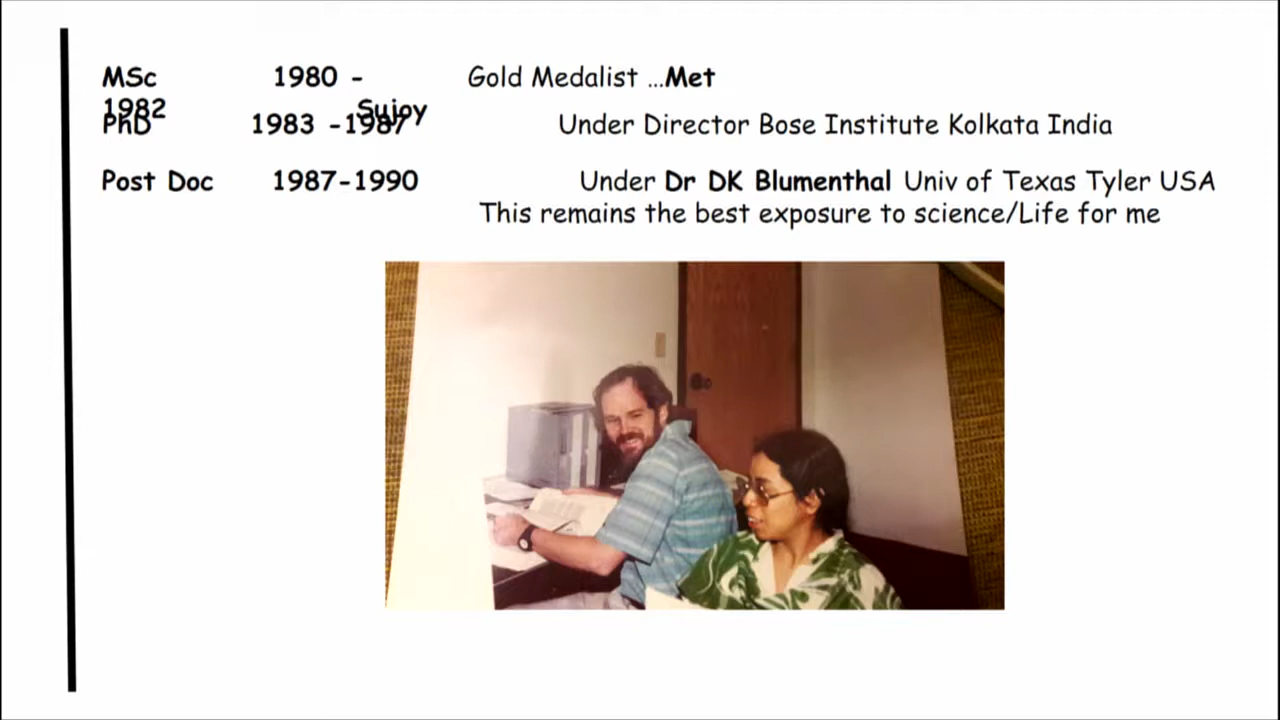 MSc 1980 - Gold Medalist ...Met
1982 Sujoy
PhD 1983 -1987 Under Director Bose Institute Kolkata India
Post Doc 1987-1990 Under Dr DK Blumenthal Univ of Texas Tyler USA
This remains the best exposure to science/Life for me